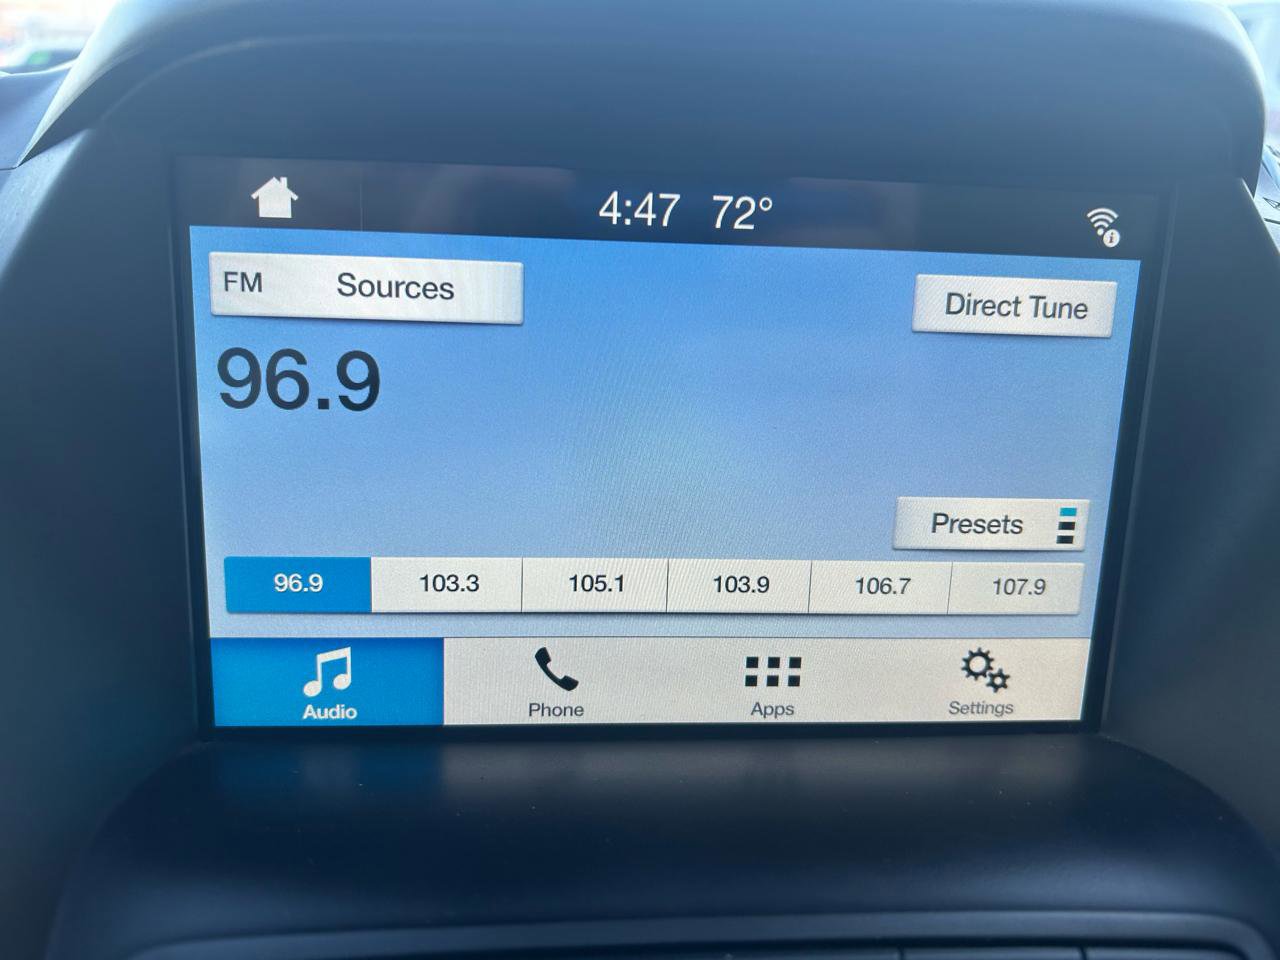 4:47 72°
FM Sources
Direct Tune
96.9
Presets
96.9 103.3 105.1 103.9 106.7 107.9
Audio Phone Apps Settings